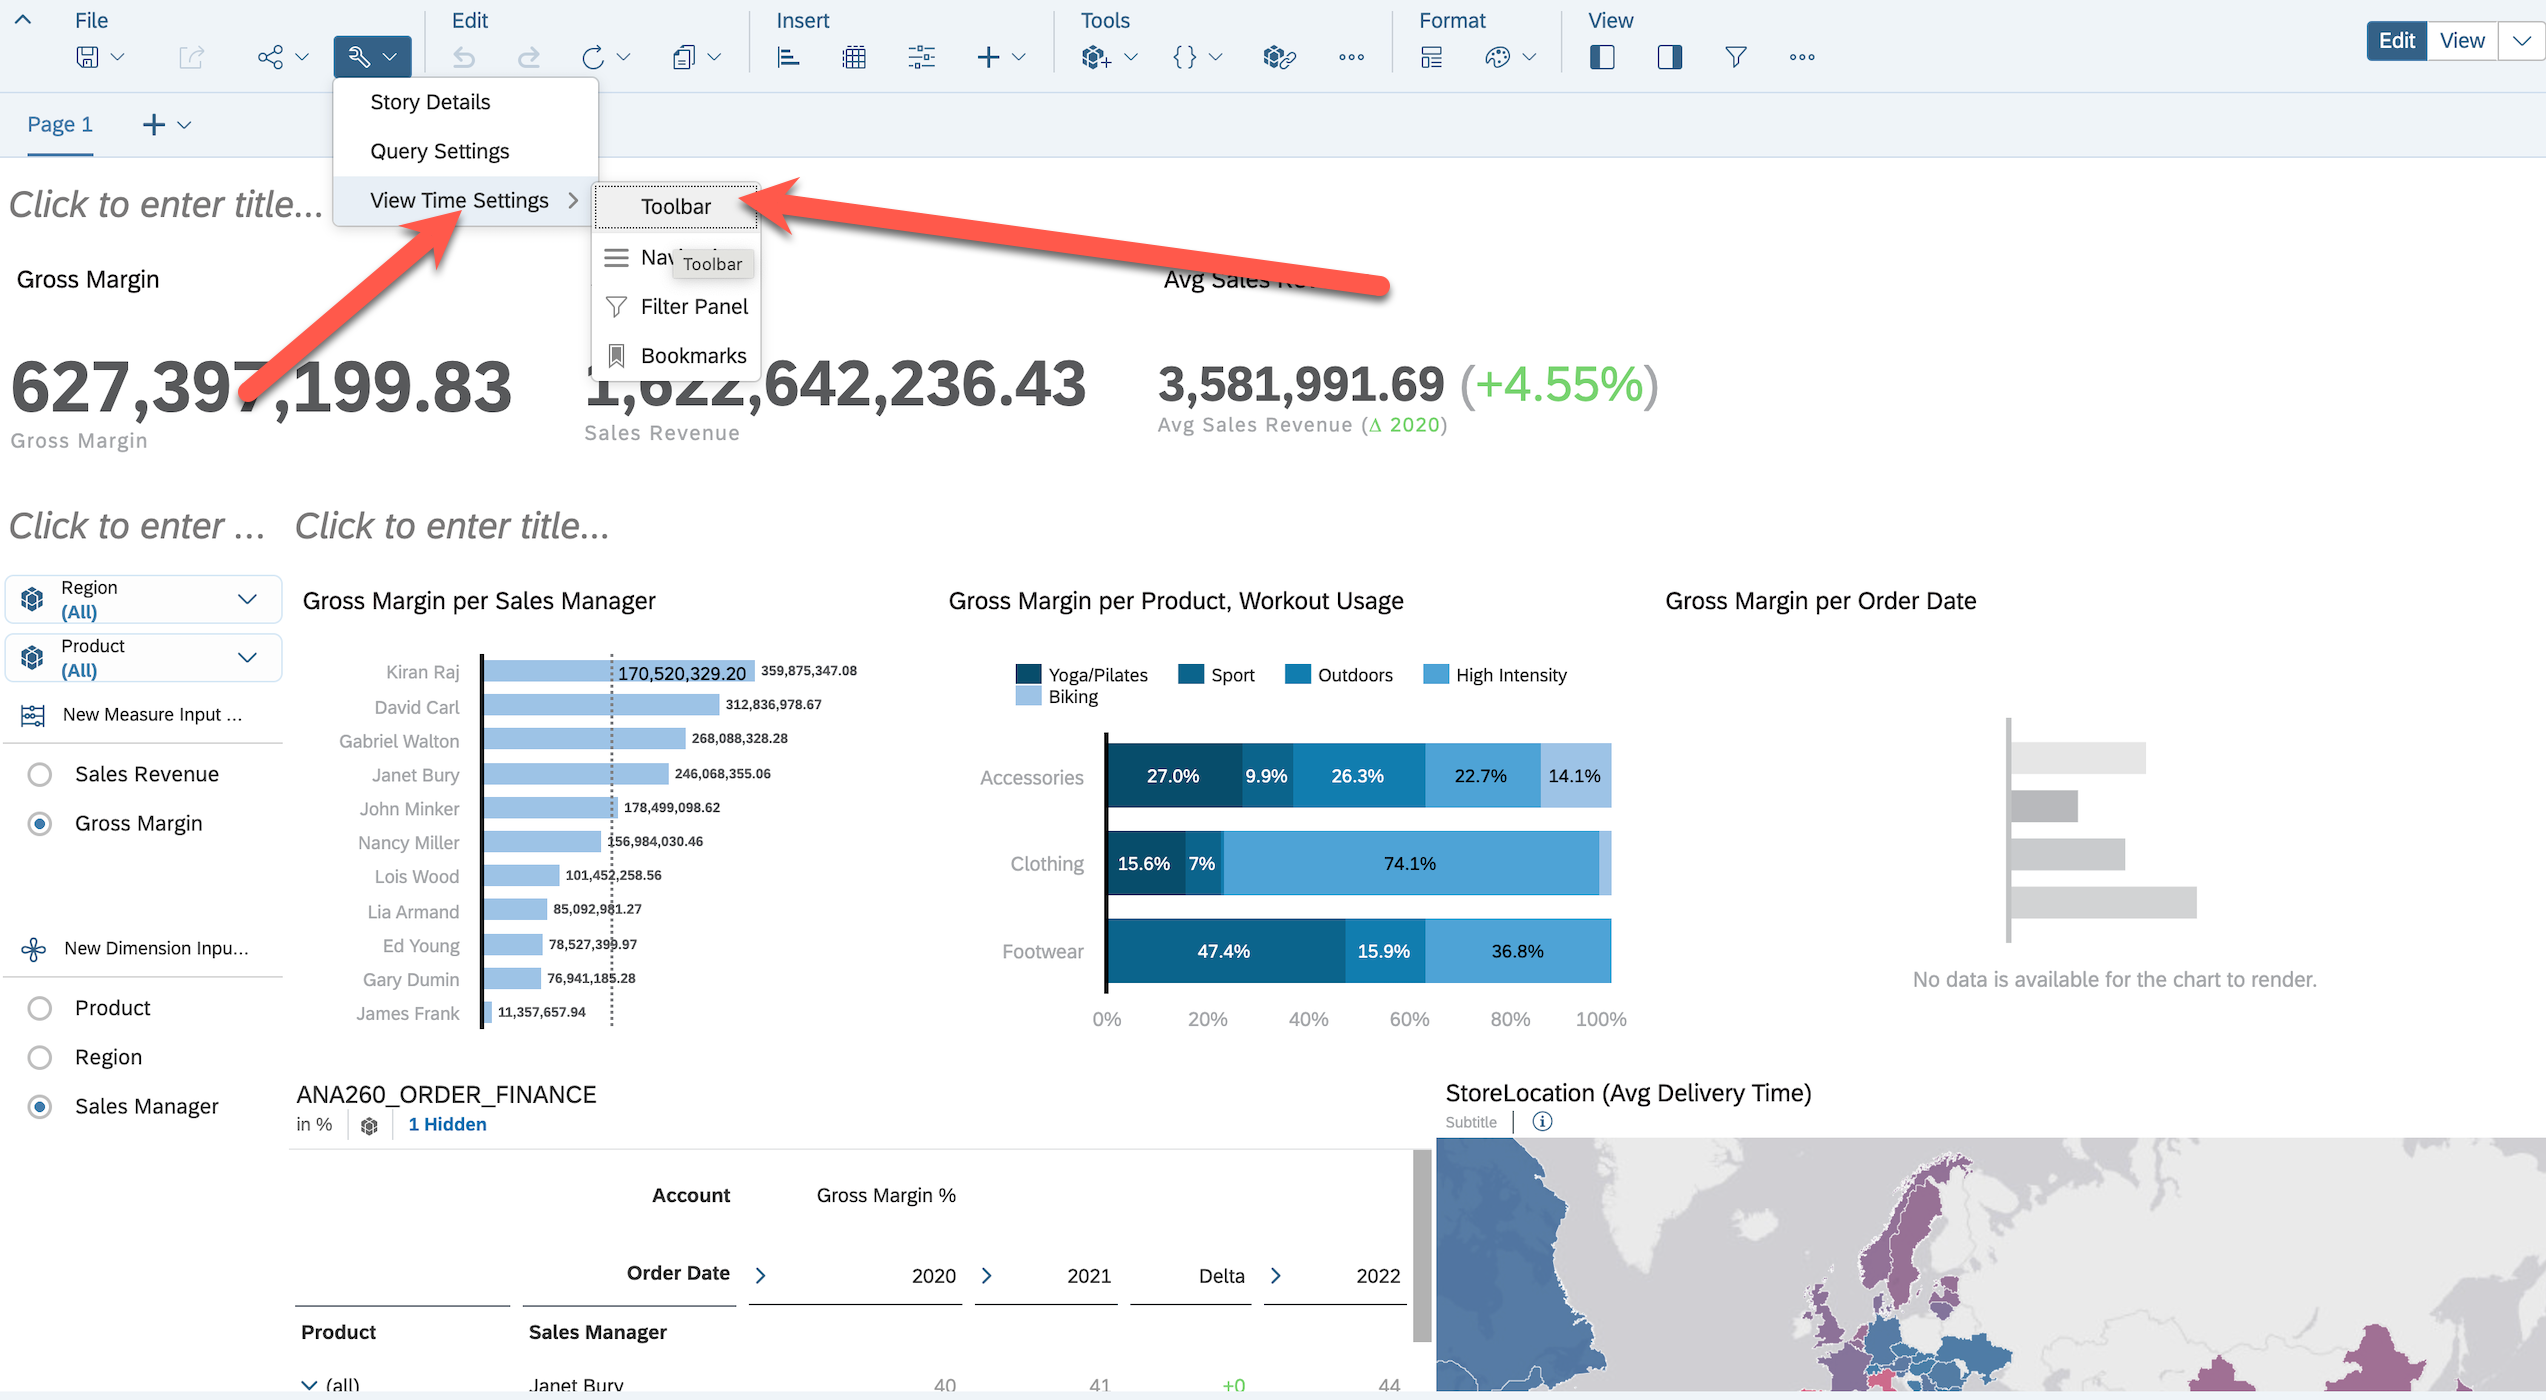 File
Edit
Insert
Tools
Format
View
Edit
View
Page 1
Story Details
Query Settings
View Time Settings
Toolbar
Toolbar
Filter Panel
Bookmarks
Click to enter title...
Gross Margin
Avg Sales
627,397,199.83
Gross Margin
1,622,642,236.43
Sales Revenue
3,581,991.69 (+4.55%)
Avg Sales Revenue (Δ 2020)
Click to enter ...
Click to enter title...
Region
(All)
Product
(All)
New Measure Input ...
Sales Revenue
Gross Margin
New Dimension Inpu...
Product
Region
Sales Manager
Gross Margin per Sales Manager
Kiran Raj 170,520,329.20 359,875,347.08
David Carl 312,836,978.67
Gabriel Walton 268,088,328.28
Janet Bury 246,068,355.06
John Minker 178,499,098.62
Nancy Miller 156,984,030.46
Lois Wood 101,452,258.56
Lia Armand 85,092,981.27
Ed Young 78,527,399.97
Gary Dumin 76,941,185.28
James Frank 11,357,657.94
Gross Margin per Product, Workout Usage
Yoga/Pilates Sport Outdoors High Intensity
Biking
Accessories 27.0% 9.9% 26.3% 22.7% 14.1%
Clothing 15.6% 7% 74.1%
Footwear 47.4% 15.9% 36.8%
0% 20% 40% 60% 80% 100%
Gross Margin per Order Date
No data is available for the chart to render.
ANA260_ORDER_FINANCE
in % 1 Hidden
Account Gross Margin %
Order Date 2020 2021 Delta 2022
Product Sales Manager
(all) Janet Bury 40 41 +0 44
StoreLocation (Avg Delivery Time)
Subtitle